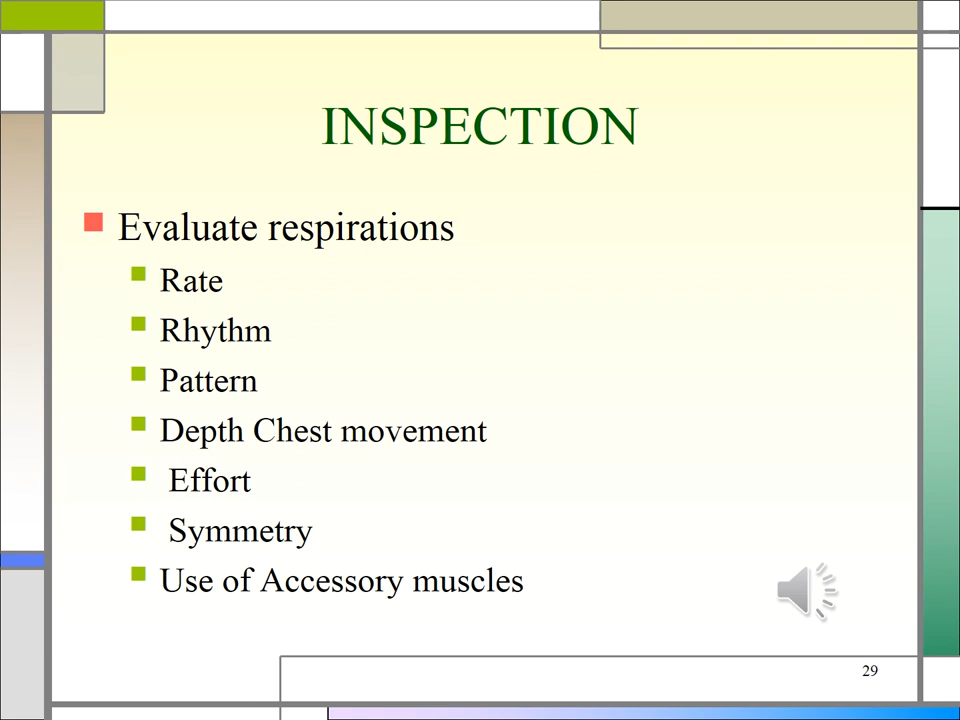 INSPECTION
Evaluate respirations
Rate
Rhythm
Pattern
Depth Chest movement
Effort
Symmetry
Use of Accessory muscles
29